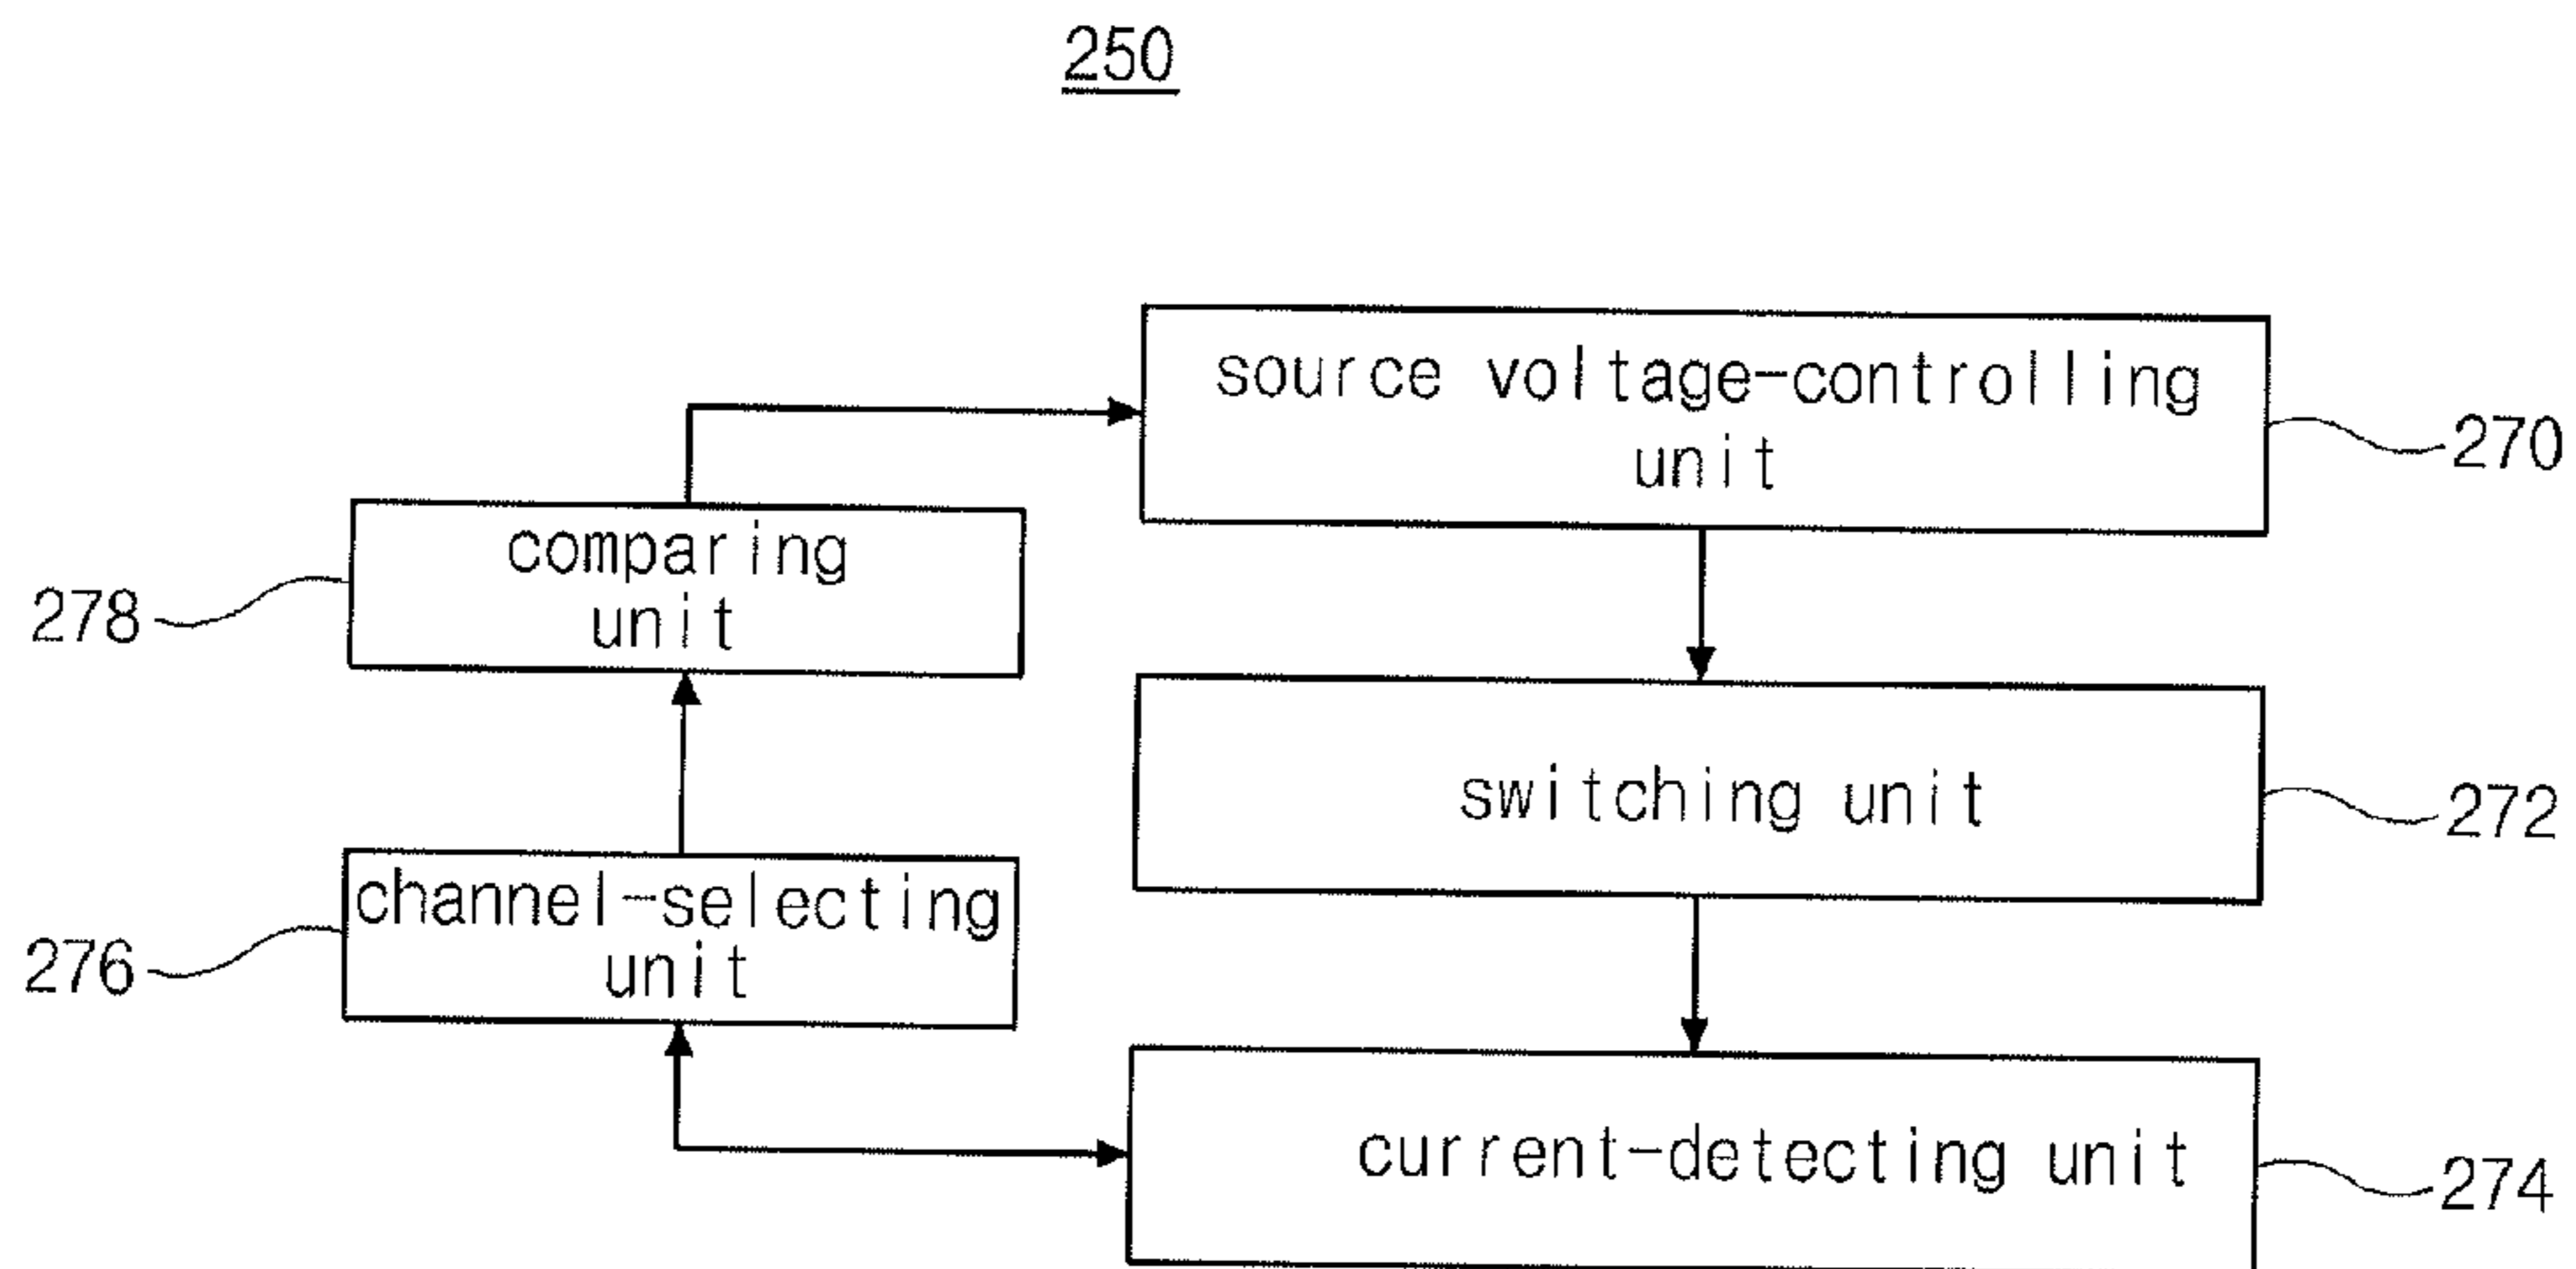 250
source voltage-controlling
unit
270
comparing
unit
278
switching unit
272
channel-selecting
unit
276
current-detecting unit
274